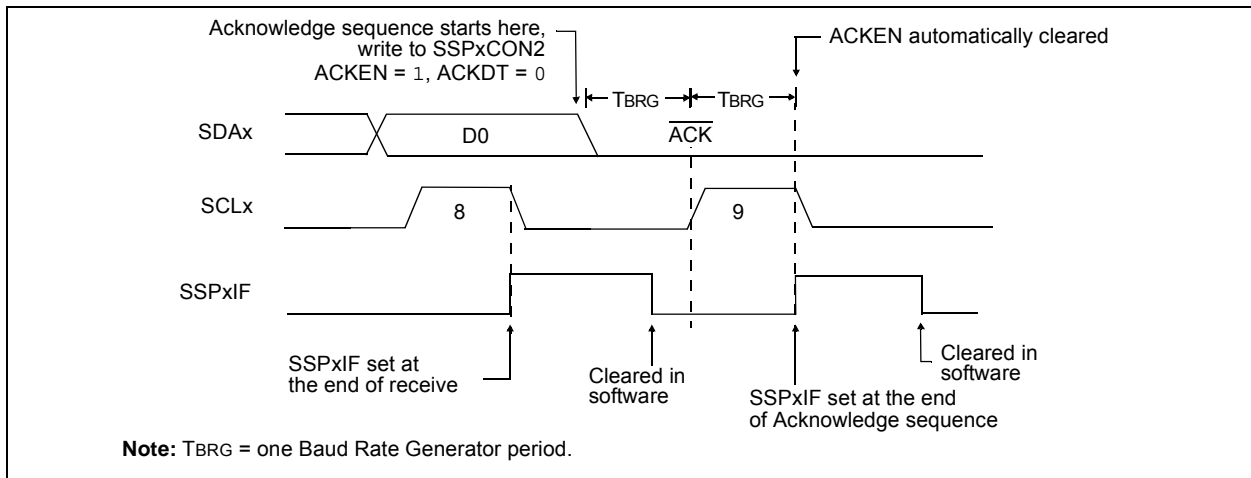 Acknowledge sequence starts here,
write to SSPxCON2
ACKEN = 1, ACKDT = 0
ACKEN automatically cleared
TBRG
TBRG
SDAx
D0
ACK
SCLx
8
9
SSPxIF
SSPxIF set at
the end of receive
Cleared in
software
SSPxIF set at the end
of Acknowledge sequence
Cleared in
software
Note: TBRG = one Baud Rate Generator period.